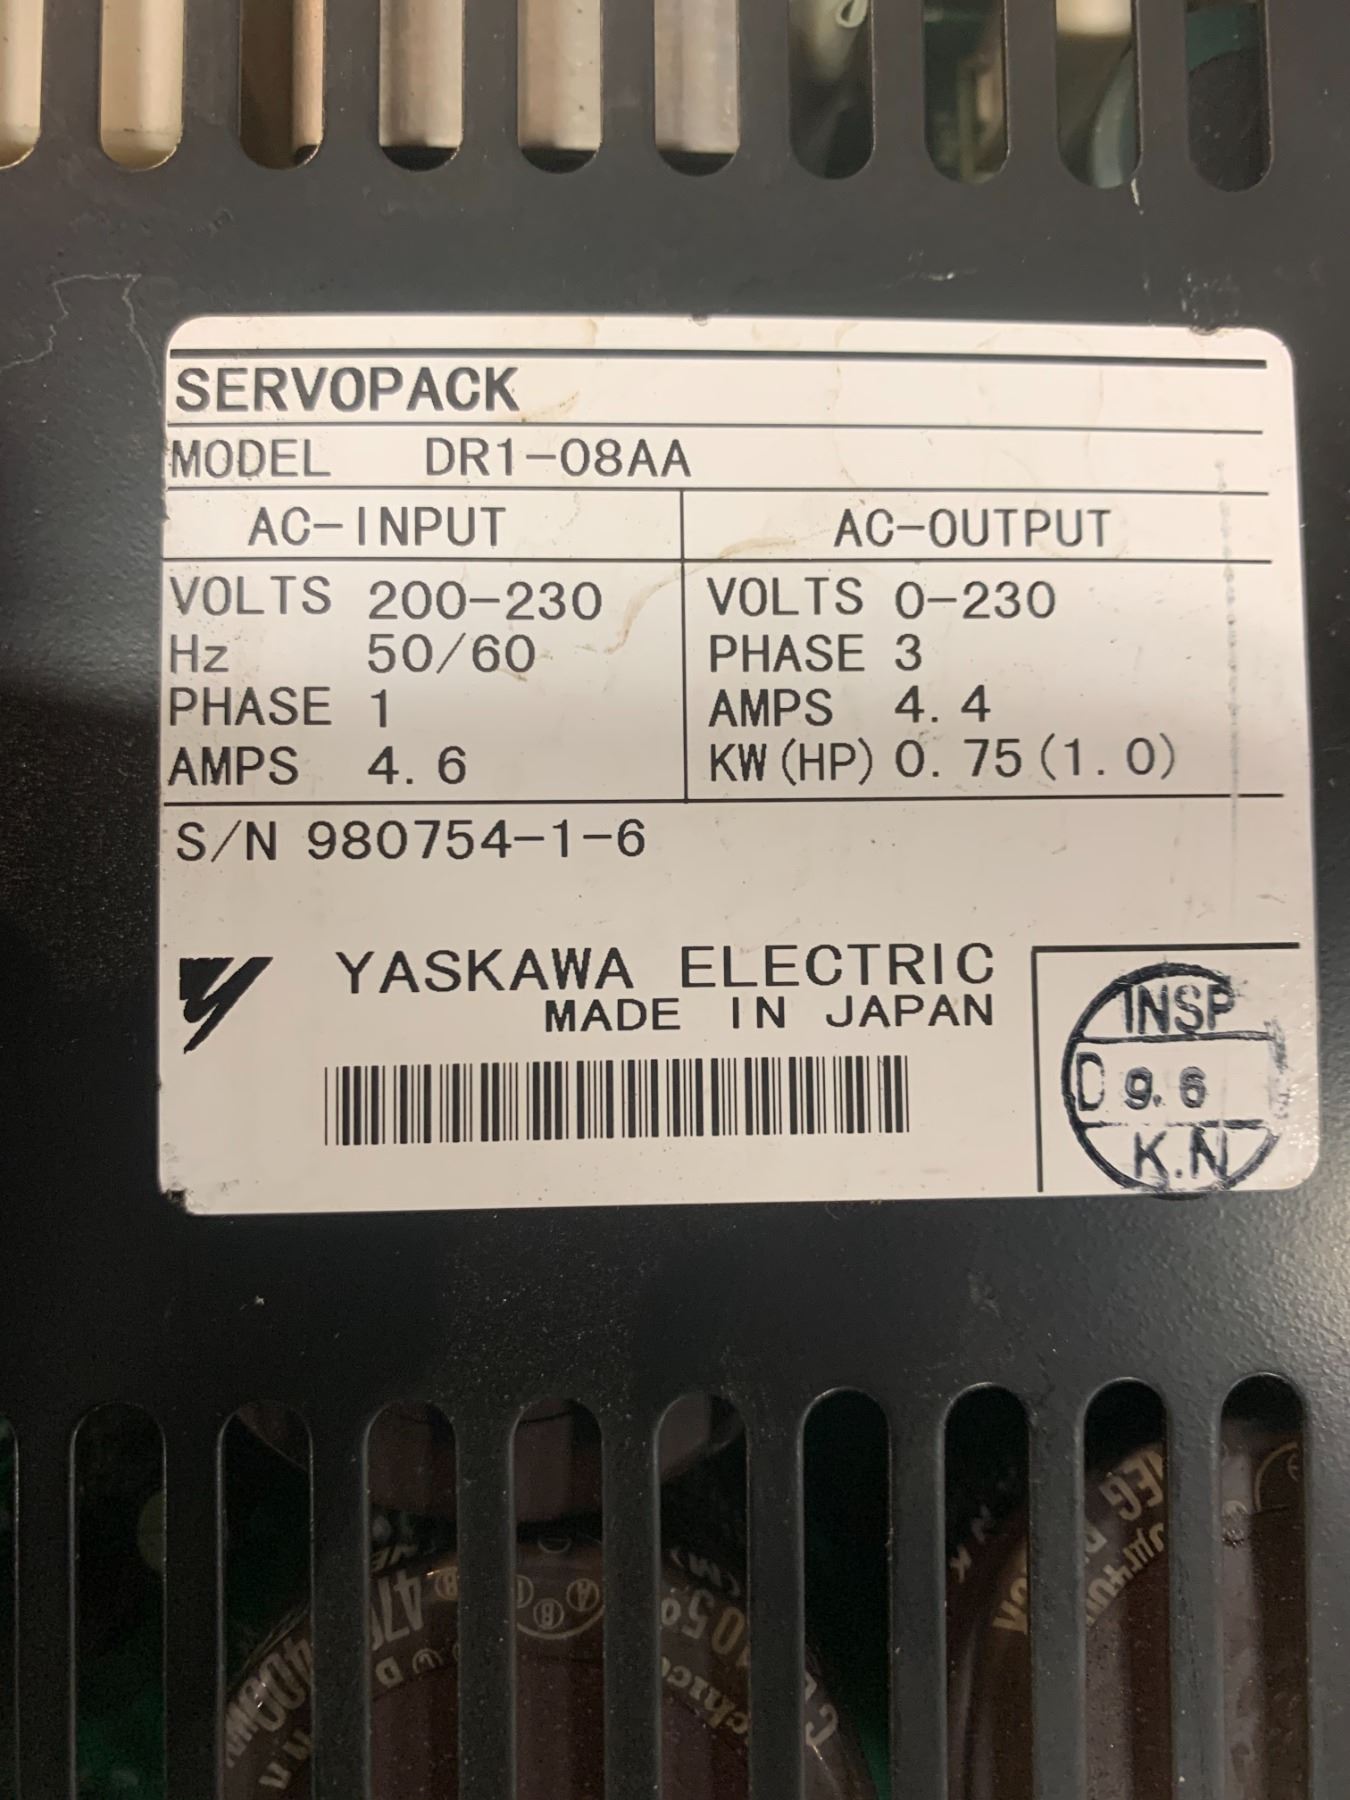 SERVOPACK
MODEL DR1-08AA
AC-INPUT AC-OUTPUT
VOLTS 200-230 VOLTS 0-230
Hz 50/60 PHASE 3
PHASE 1 AMPS 4.4
AMPS 4.6 KW(HP) 0.75(1.0)
S/N 980754-1-6
YASKAWA ELECTRIC
MADE IN JAPAN
INSP
D 9.6
K.N
105°